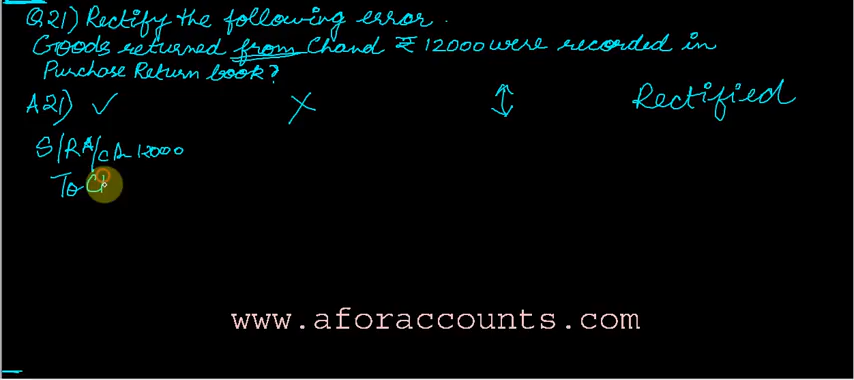 Q.21) Rectify the following error.
Goods returned from Chand ₹ 12000 were recorded in
Purchase Return book?
A21) ✓ X ↕ Rectified
S/R A/c Dr 12000
To C
www.aforaccounts.com